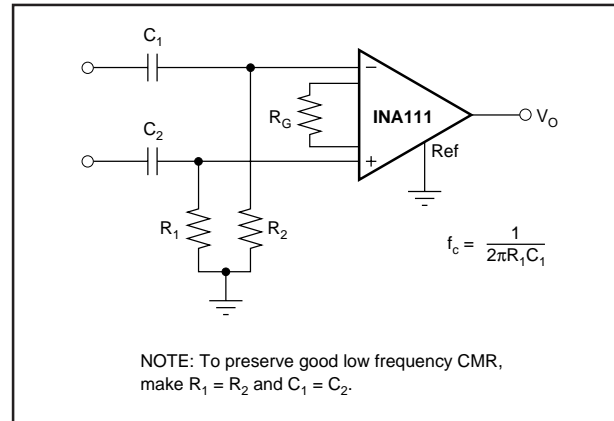 C1
C2
RG
INA111
−
+
Ref
VO
R1
R2
fc = 1 / 2πR1C1
NOTE: To preserve good low frequency CMR,
make R1 = R2 and C1 = C2.